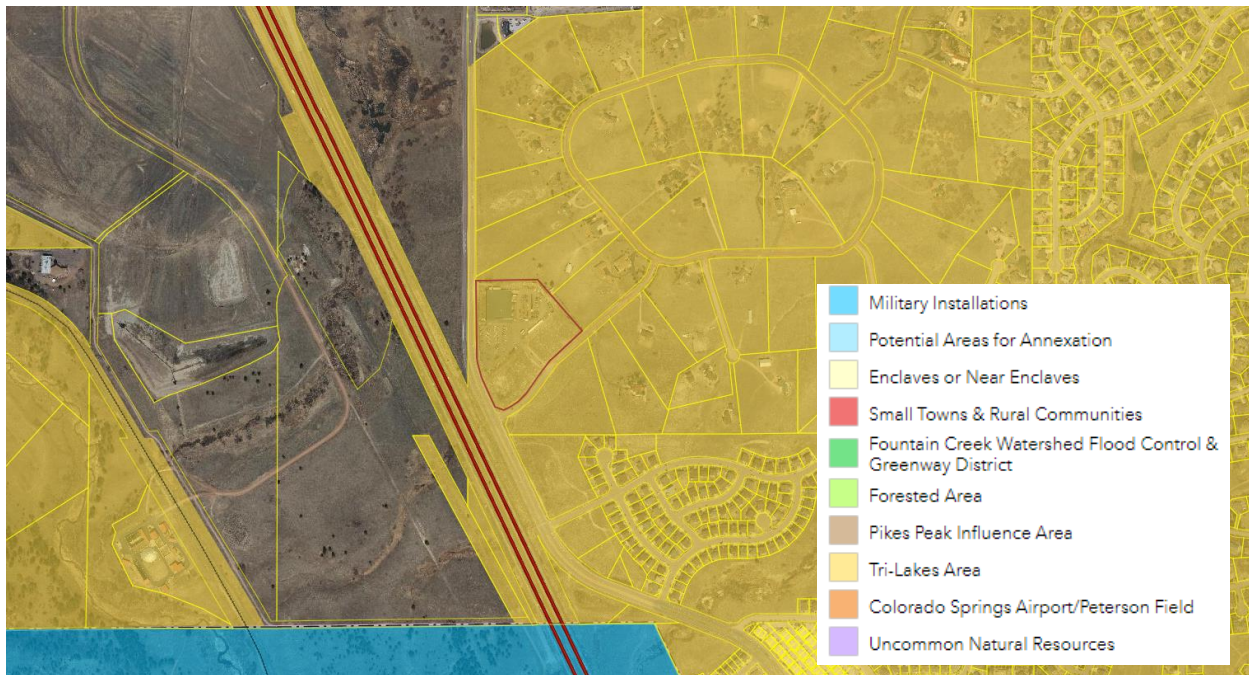 Military Installations
Potential Areas for Annexation
Enclaves or Near Enclaves
Small Towns & Rural Communities
Fountain Creek Watershed Flood Control &
Greenway District
Forested Area
Pikes Peak Influence Area
Tri-Lakes Area
Colorado Springs Airport/Peterson Field
Uncommon Natural Resources